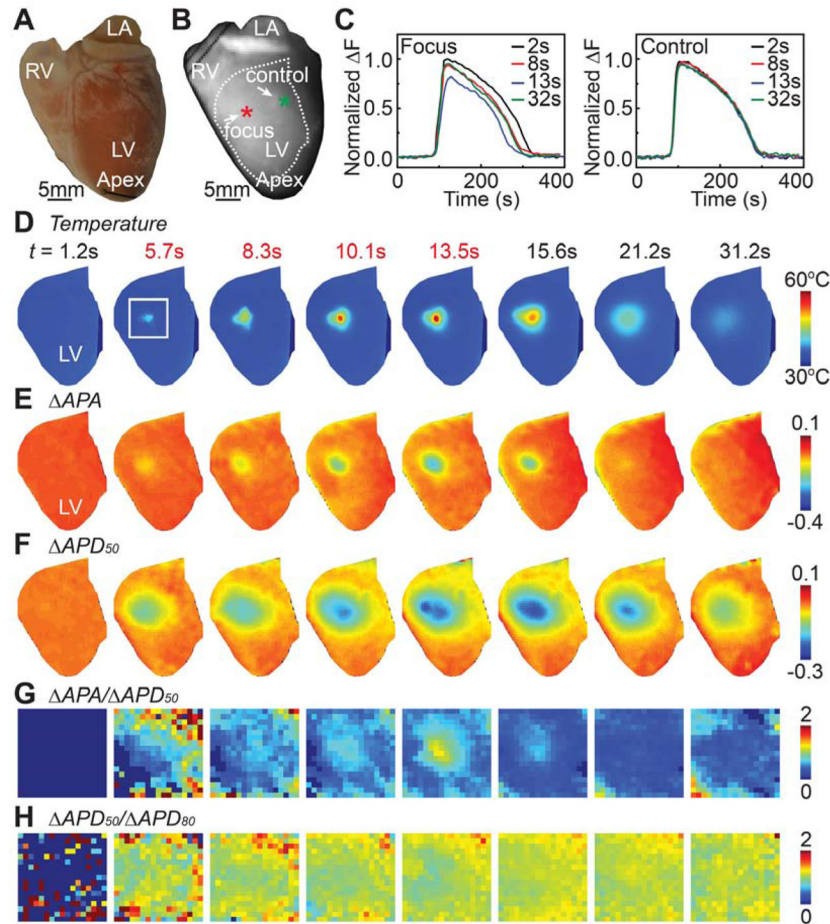 A
LA
RV
LV
Apex
5mm
B
LA
RV
control
*
*
focus
LV
Apex
5mm
C
Normalized ΔF
1.0
0.5
0.0
Focus
2s
8s
13s
32s
0 200 400
Time (s)
Normalized ΔF
1.0
0.5
0.0
Control
2s
8s
13s
32s
0 200 400
Time (s)
D Temperature
t = 1.2s 5.7s 8.3s 10.1s 13.5s 15.6s 21.2s 31.2s
LV
60°C
30°C
E ΔAPA
LV
0.1
-0.4
F ΔAPD50
0.1
-0.3
G ΔAPA/ΔAPD50
2
1
0
H ΔAPD50/ΔAPD80
2
1
0